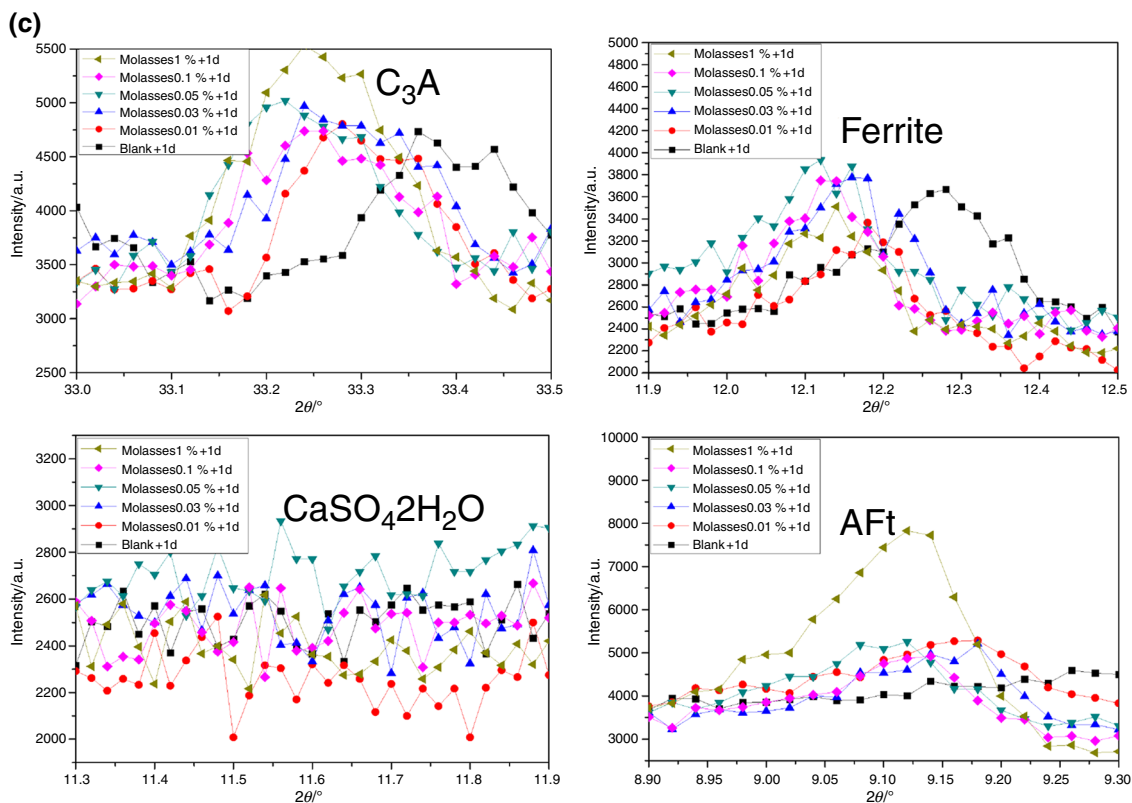 (c)
5500
5000
4500
4000
3500
3000
2500
Intensity/a.u.
Molasses1 %+1d
Molasses0.1 %+1d
Molasses0.05 %+1d
Molasses0.03 %+1d
Molasses0.01 %+1d
Blank+1d
C3A
33.0 33.1 33.2 33.3 33.4 33.5
2θ/°
5000
4800
4600
4400
4200
4000
3800
3600
3400
3200
3000
2800
2600
2400
2200
2000
Intensity/a.u.
Molasses1 %+1d
Molasses0.1 %+1d
Molasses0.05 %+1d
Molasses0.03 %+1d
Molasses0.01 %+1d
Blank+1d
Ferrite
11.9 12.0 12.1 12.2 12.3 12.4 12.5
2θ/°
3200
3000
2800
2600
2400
2200
2000
Intensity/a.u.
Molasses1 %+1d
Molasses0.1 %+1d
Molasses0.05 %+1d
Molasses0.03 %+1d
Molasses0.01 %+1d
Blank+1d
CaSO42H2O
11.3 11.4 11.5 11.6 11.7 11.8 11.9
2θ/°
10000
9000
8000
7000
6000
5000
4000
3000
Intensity/a.u.
Molasses1 %+1d
Molasses0.1 %+1d
Molasses0.05 %+1d
Molasses0.03 %+1d
Molasses0.01 %+1d
Blank+1d
AFt
8.90 8.95 9.00 9.05 9.10 9.15 9.20 9.25 9.30
2θ/°